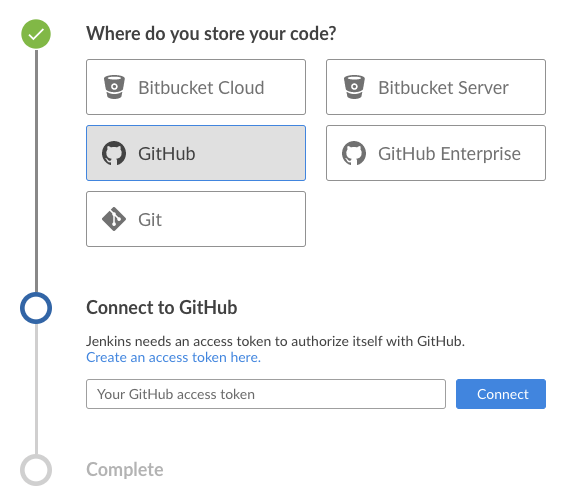 Where do you store your code?
Bitbucket Cloud
Bitbucket Server
GitHub
GitHub Enterprise
Git
Connect to GitHub
Jenkins needs an access token to authorize itself with GitHub.
Create an access token here.
Your GitHub access token
Connect
Complete